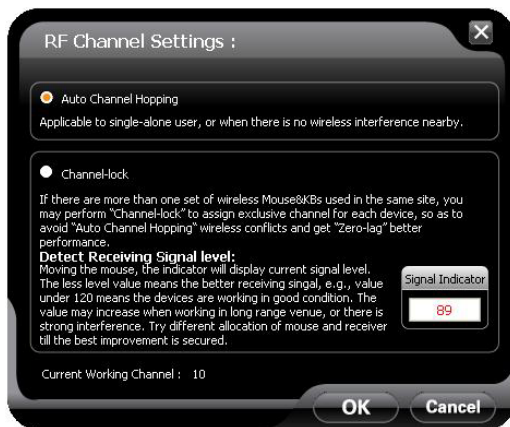 RF Channel Settings :
Auto Channel Hopping
Applicable to single-alone user, or when there is no wireless interference nearby.
Channel-lock
If there are more than one set of wireless Mouse&KBs used in the same site, you
may perform "Channel-lock" to assign exclusive channel for each device, so as to
avoid "Auto Channel Hopping" wireless conflicts and get "Zero-lag" better
performance.
Detect Receiving Signal level:
Moving the mouse, the indicator will display current signal level.
The less level value means the better receiving singal, e.g., value
under 120 means the devices are working in good condition. The
value may increase when working in long range venue, or there is
strong interference. Try different allocation of mouse and receiver
till the best improvement is secured.
Signal Indicator
89
Current Working Channel : 10
OK
Cancel